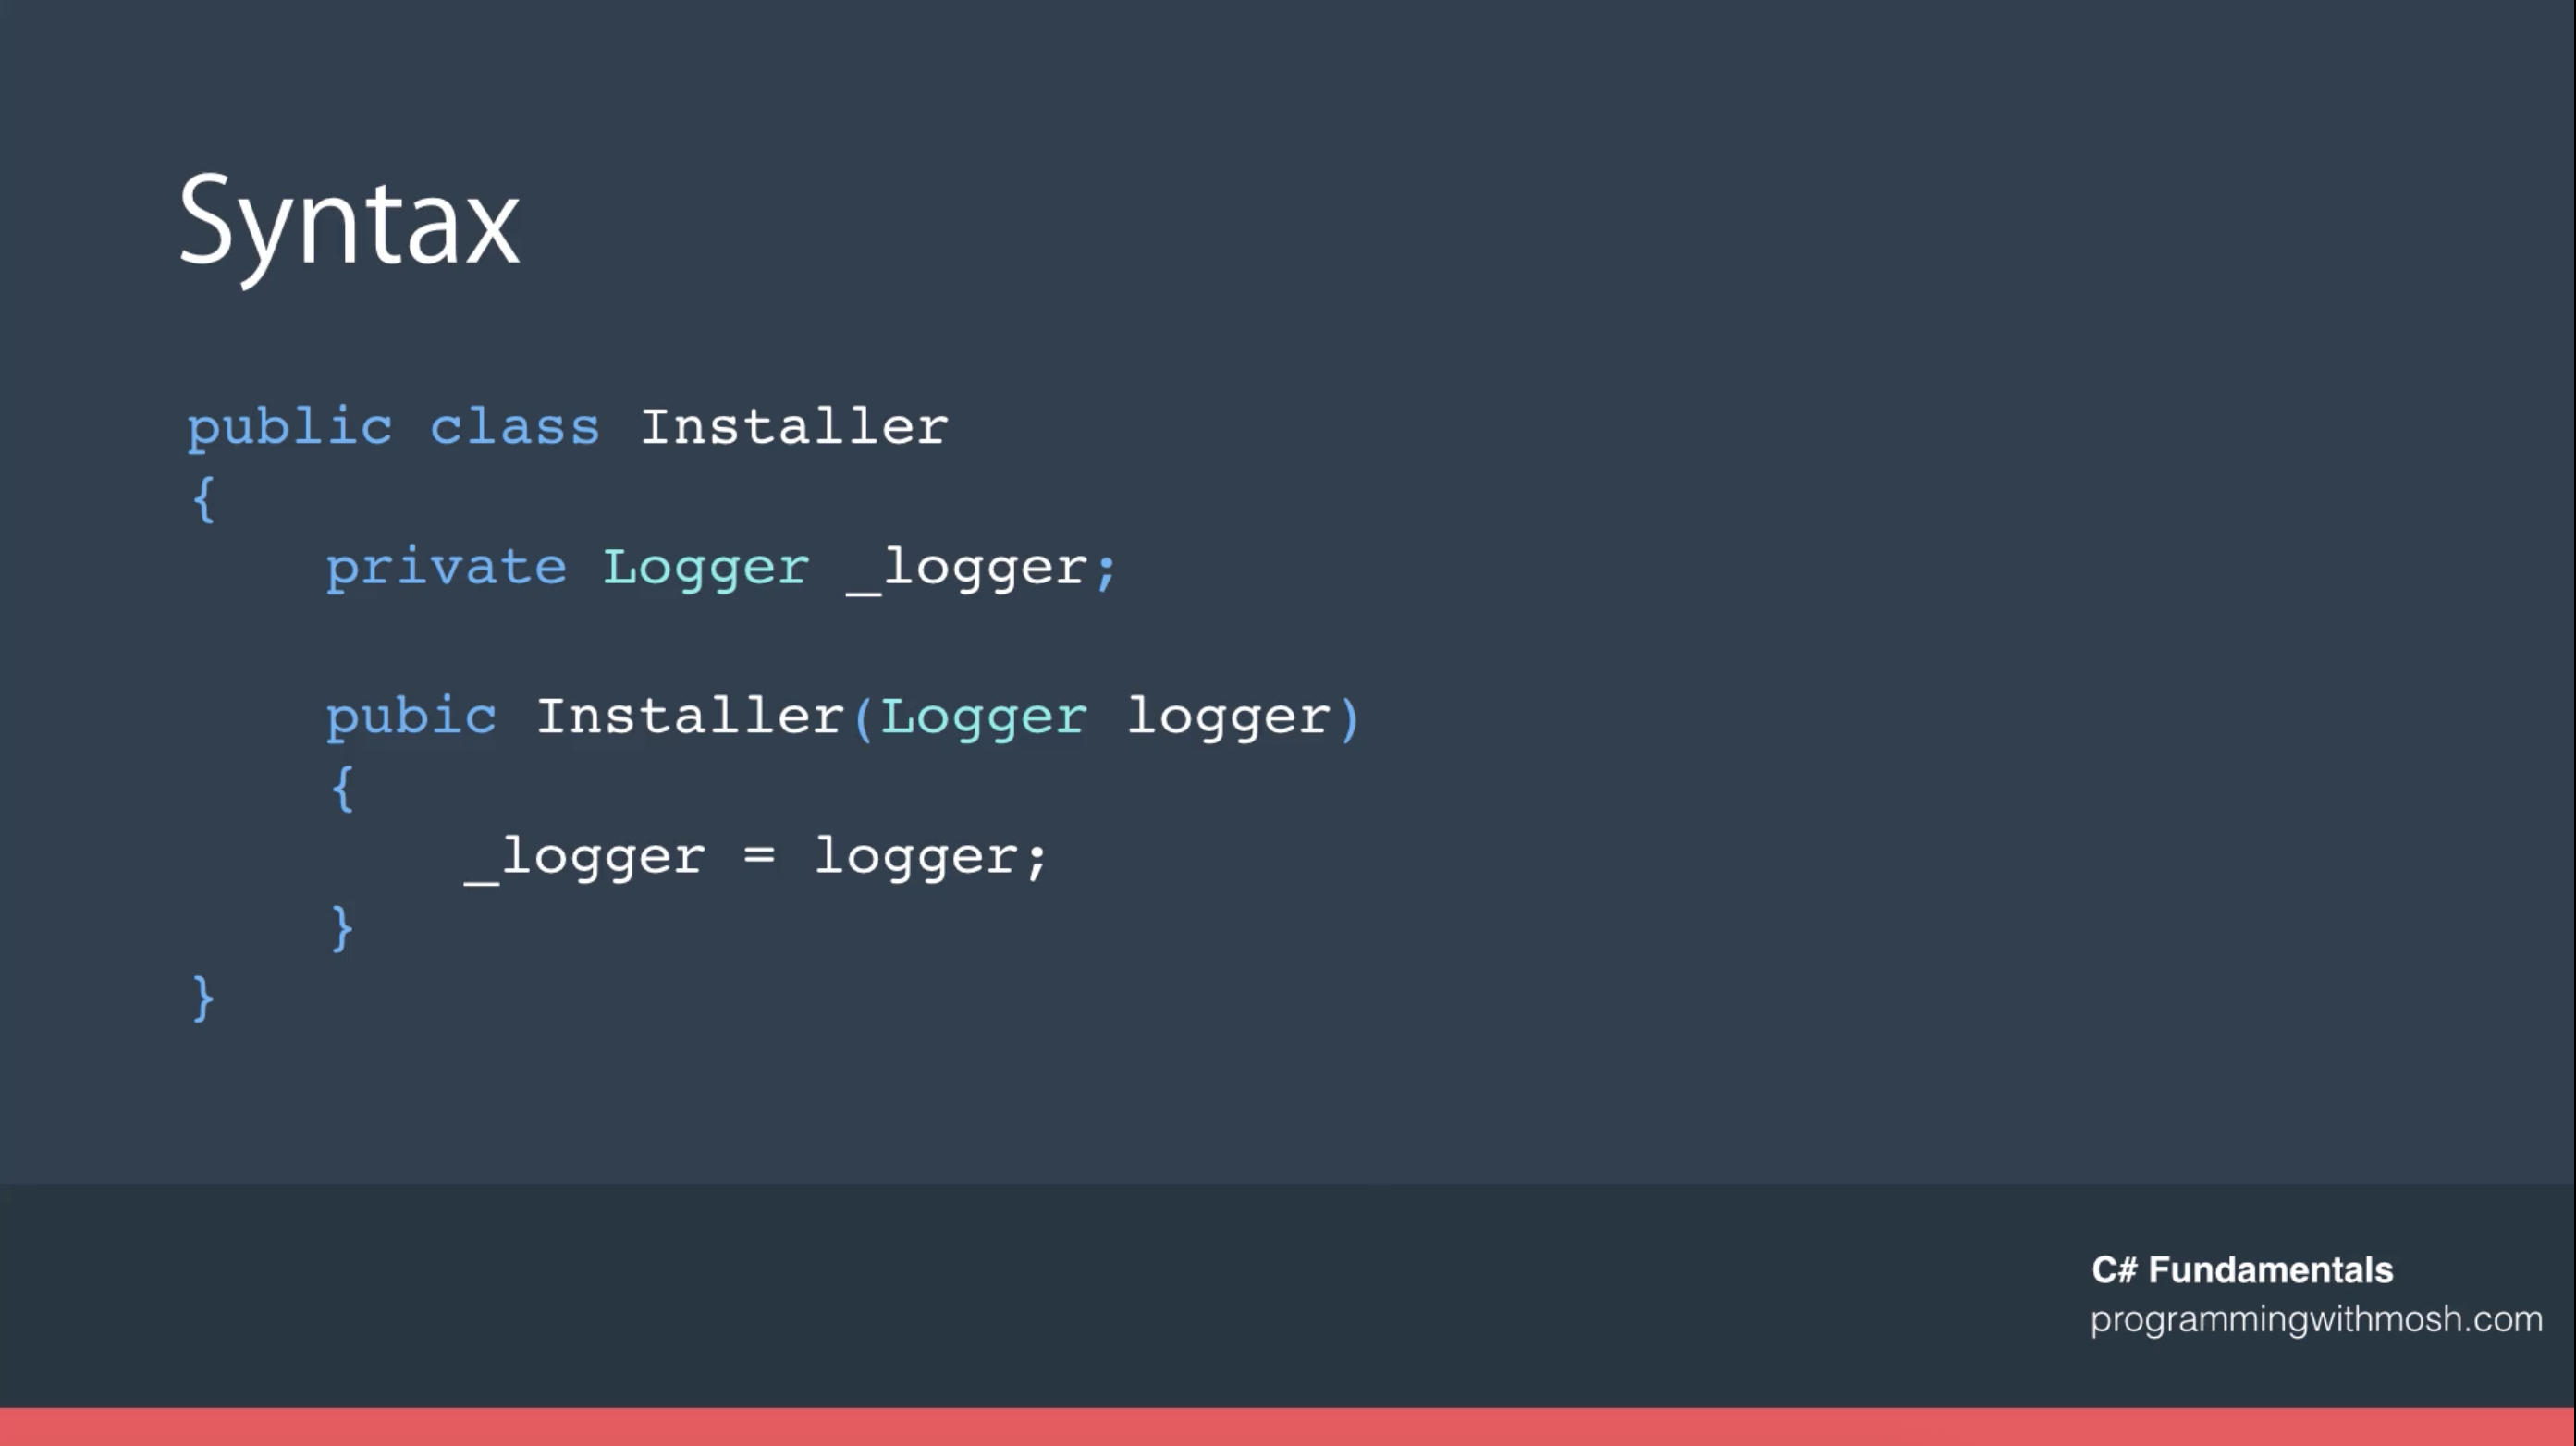 Syntax
public class Installer
{
private Logger _logger;
pubic Installer(Logger logger)
{
_logger = logger;
}
}
C# Fundamentals
programmingwithmosh.com